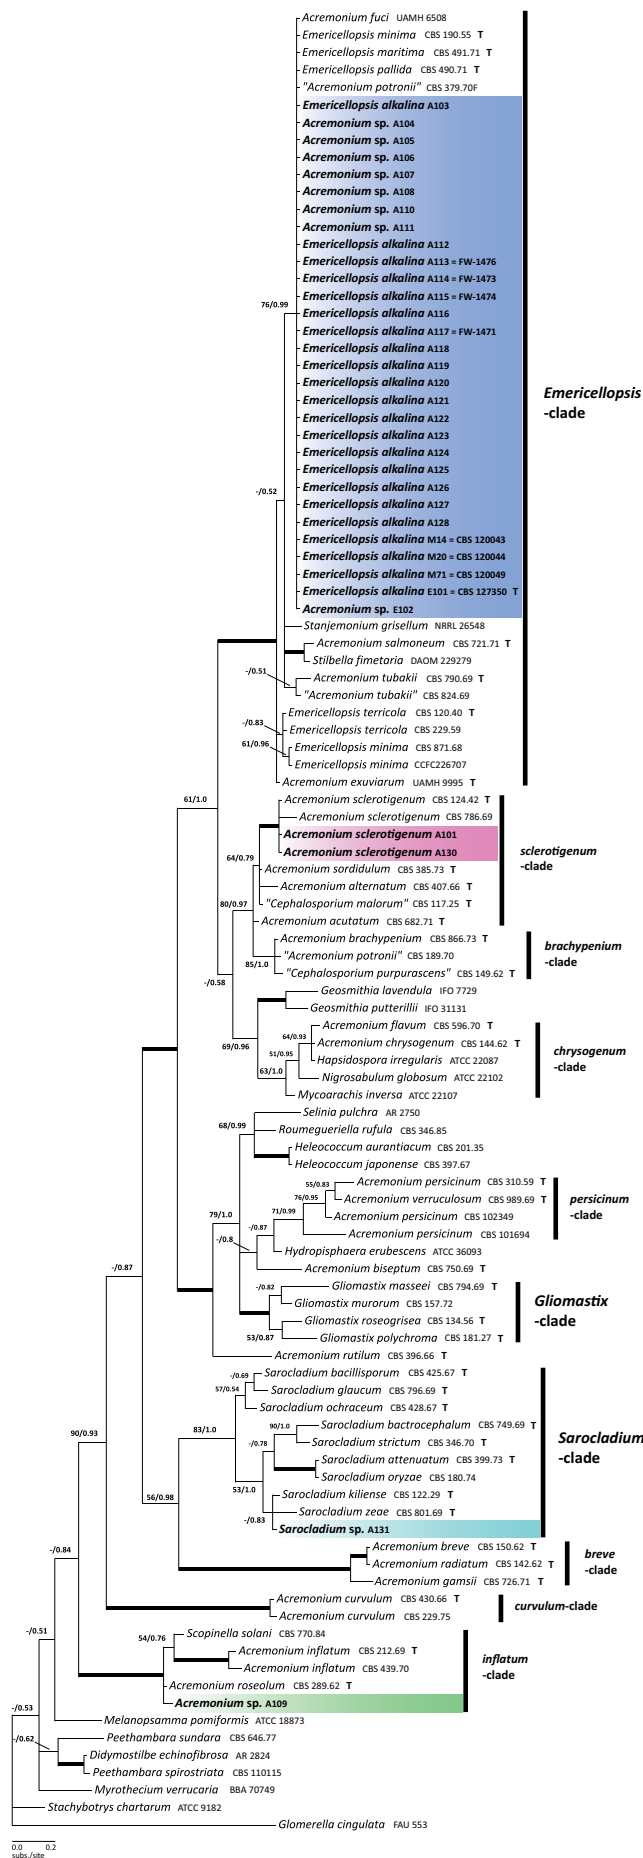 Acremonium fuci UAMH 6508
Emericellopsis minima CBS 190.55 T
Emericellopsis maritima CBS 491.71 T
Emericellopsis pallida CBS 490.71 T
"Acremonium potronii" CBS 379.70F
Emericellopsis alkalina A103
Acremonium sp. A104
Acremonium sp. A105
Acremonium sp. A106
Acremonium sp. A107
Acremonium sp. A108
Acremonium sp. A110
Acremonium sp. A111
Emericellopsis alkalina A112
Emericellopsis alkalina A113 = FW-1476
Emericellopsis alkalina A114 = FW-1473
Emericellopsis alkalina A115 = FW-1474
76/0.99
Emericellopsis alkalina A116
Emericellopsis alkalina A117 = FW-1471
Emericellopsis alkalina A118
Emericellopsis alkalina A119
Emericellopsis alkalina A120
Emericellopsis
-clade
Emericellopsis alkalina A121
Emericellopsis alkalina A122
Emericellopsis alkalina A123
Emericellopsis alkalina A124
Emericellopsis alkalina A125
Emericellopsis alkalina A126
-/0.52
Emericellopsis alkalina A127
Emericellopsis alkalina A128
Emericellopsis alkalina M14 = CBS 120043
Emericellopsis alkalina M20 = CBS 120044
Emericellopsis alkalina M71 = CBS 120049
Emericellopsis alkalina E101 = CBS 127350 T
Acremonium sp. E102
Stanjemonium grisellum NRRL 26548
Acremonium salmoneum CBS 721.71 T
Stilbella fimetaria DAOM 229279
-/0.51
Acremonium tubakii CBS 790.69 T
"Acremonium tubakii" CBS 824.69
Emericellopsis terricola CBS 120.40 T
-/0.83
Emericellopsis terricola CBS 229.59
61/0.96
Emericellopsis minima CBS 871.68
Emericellopsis minima CCFC226707
Acremonium exuviarum UAMH 9995 T
61/1.0
Acremonium sclerotigenum CBS 124.42 T
Acremonium sclerotigenum CBS 786.69
Acremonium sclerotigenum A101
Acremonium sclerotigenum A130
sclerotigenum
-clade
64/0.79
Acremonium sordidulum CBS 385.73 T
Acremonium alternatum CBS 407.66 T
80/0.97
"Cephalosporium malorum" CBS 117.25 T
Acremonium acutatum CBS 682.71 T
Acremonium brachypenium CBS 866.73 T
brachypenium
-clade
85/1.0
"Acremonium potronii" CBS 189.70
"Cephalosporium purpurascens" CBS 149.62 T
-/0.58
Geosmithia lavendula IFO 7729
Geosmithia putterillii IFO 31131
Acremonium flavum CBS 596.70 T
64/0.93
Acremonium chrysogenum CBS 144.62 T
69/0.96
51/0.95
Hapsidospora irregularis ATCC 22087
chrysogenum
-clade
63/1.0
Nigrosabulum globosum ATCC 22102
Mycoarachis inversa ATCC 22107
Selinia pulchra AR 2750
68/0.99
Roumegueriella rufula CBS 346.85
Heleococcum aurantiacum CBS 201.35
Heleococcum japonense CBS 397.67
55/0.83
Acremonium persicinum CBS 310.59 T
76/0.95
Acremonium verruculosum CBS 989.69 T
persicinum
-clade
79/1.0
71/0.99
Acremonium persicinum CBS 102349
-/0.87
-/0.8
Acremonium persicinum CBS 101694
Hydropisphaera erubescens ATCC 36093
Acremonium biseptum CBS 750.69 T
-/0.82
Gliomastix masseei CBS 794.69 T
Gliomastix murorum CBS 157.72
Gliomastix
-clade
Gliomastix roseogrisea CBS 134.56 T
53/0.87
Gliomastix polychroma CBS 181.27 T
Acremonium rutilum CBS 396.66 T
-/0.87
-/0.69
Sarocladium bacillisporum CBS 425.67 T
57/0.54
Sarocladium glaucum CBS 796.69 T
Sarocladium ochraceum CBS 428.67 T
90/1.0
Sarocladium bactrocephalum CBS 749.69 T
83/1.0
Sarocladium strictum CBS 346.70 T
Sarocladium
-clade
90/0.93
-/0.78
Sarocladium attenuatum CBS 399.73 T
Sarocladium oryzae CBS 180.74
53/1.0
Sarocladium kiliense CBS 122.29 T
56/0.98
Sarocladium zeae CBS 801.69 T
-/0.83
Sarocladium sp. A131
Acremonium breve CBS 150.62 T
Acremonium radiatum CBS 142.62 T
breve
-clade
-/0.84
Acremonium gamsii CBS 726.71 T
Acremonium curvulum CBS 430.66 T
curvulum-clade
Acremonium curvulum CBS 229.75
-/0.51
Scopinella solani CBS 770.84
54/0.76
Acremonium inflatum CBS 212.69 T
inflatum
-clade
Acremonium inflatum CBS 439.70
Acremonium roseolum CBS 289.62 T
-/0.53
Acremonium sp. A109
Melanopsamma pomiformis ATCC 18873
-/0.62
Peethambara sundara CBS 646.77
Didymostilbe echinofibrosa AR 2824
Peethambara spirostriata CBS 110115
Myrothecium verrucaria BBA 70749
Stachybotrys chartarum ATCC 9182
Glomerella cingulata FAU 553
0.0 0.2
subs./site